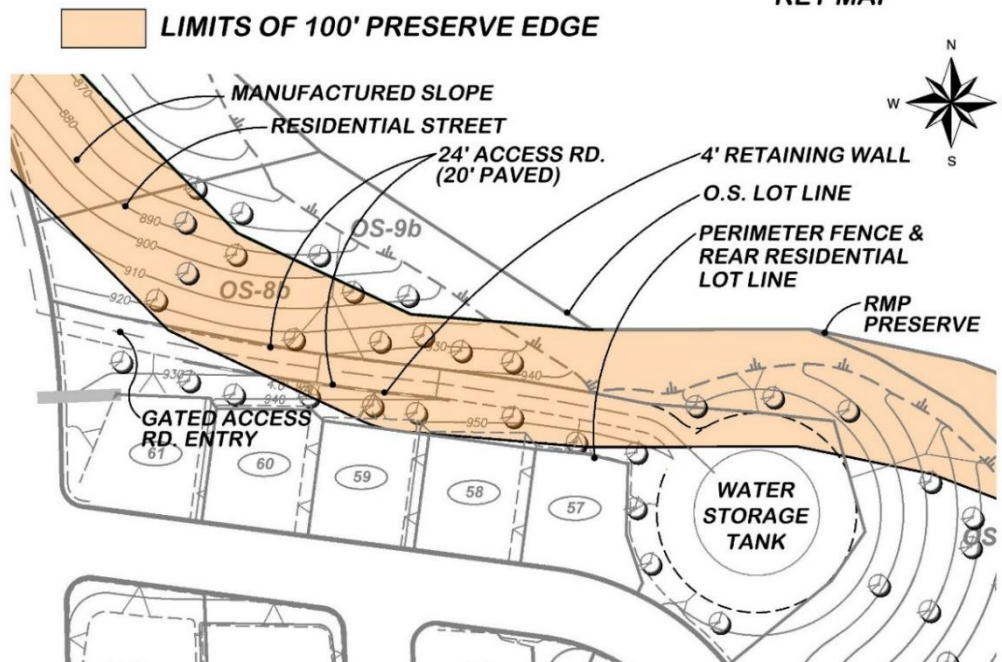 KEY MAP
LIMITS OF 100' PRESERVE EDGE
N
W
S
MANUFACTURED SLOPE
RESIDENTIAL STREET
24' ACCESS RD.
(20' PAVED)
4' RETAINING WALL
O.S. LOT LINE
PERIMETER FENCE &
REAR RESIDENTIAL
LOT LINE
RMP
PRESERVE
870
880
890
900
910
920
OS-9b
OS-8b
930
940
930
940
950
GATED ACCESS
RD. ENTRY
61
60
59
58
57
WATER
STORAGE
TANK